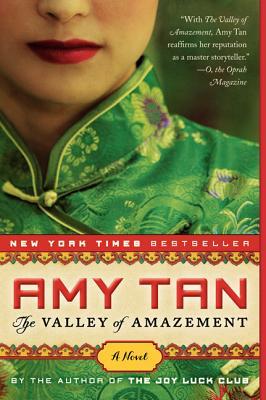 "With The Valley of
Amazement, Amy Tan
reaffirms her reputation
as a master storyteller."
—O, the Oprah
Magazine
NEW YORK TIMES BESTSELLER
AMY TAN
The VALLEY of AMAZEMENT
A Novel
BY THE AUTHOR OF THE JOY LUCK CLUB